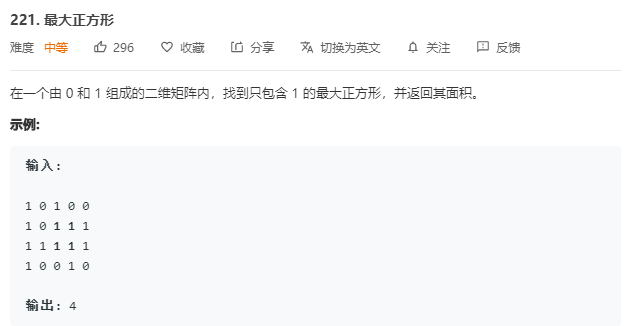 221. 最大正方形
难度 中等 296 收藏 分享 切换为英文 关注 反馈
在一个由 0 和 1 组成的二维矩阵内，找到只包含 1 的最大正方形，并返回其面积。
示例:
输入:
1 0 1 0 0
1 0 1 1 1
1 1 1 1 1
1 0 0 1 0
输出: 4